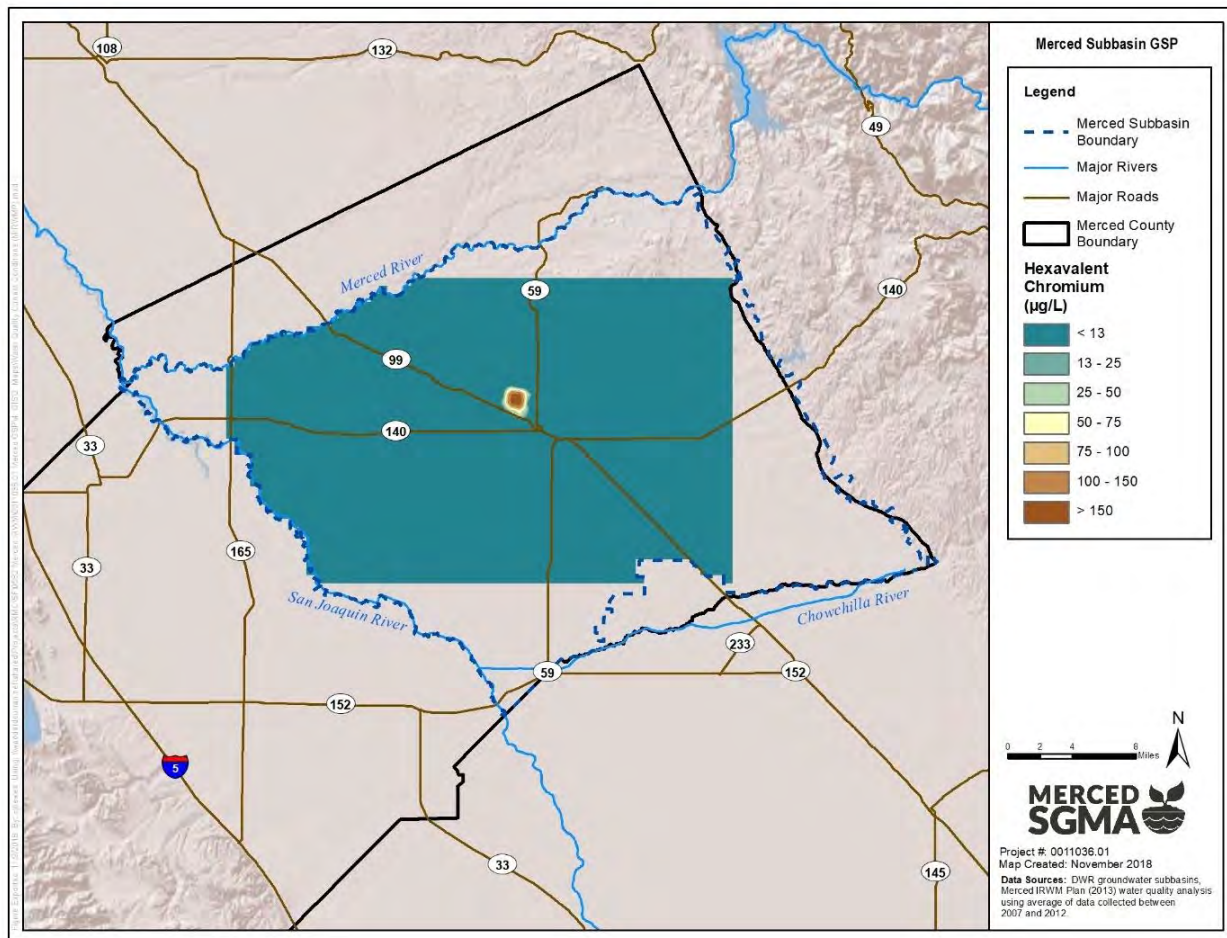 Merced Subbasin GSP
Legend
Merced Subbasin
Boundary
Major Rivers
Major Roads
Merced County
Boundary
Hexavalent
Chromium
(µg/L)
< 13
13 - 25
25 - 50
50 - 75
75 - 100
100 - 150
> 150
108
132
49
Merced River
59
140
99
140
33
165
33
San Joaquin River
Chowchilla River
233
59
152
152
5
33
145
N
0 2 4 8
Miles
MERCED
SGMA
Project #: 0011036.01
Map Created: November 2018
Data Sources: DWR groundwater subbasins,
Merced IRWM Plan (2013) water quality analysis
using average of data collected between
2007 and 2012.